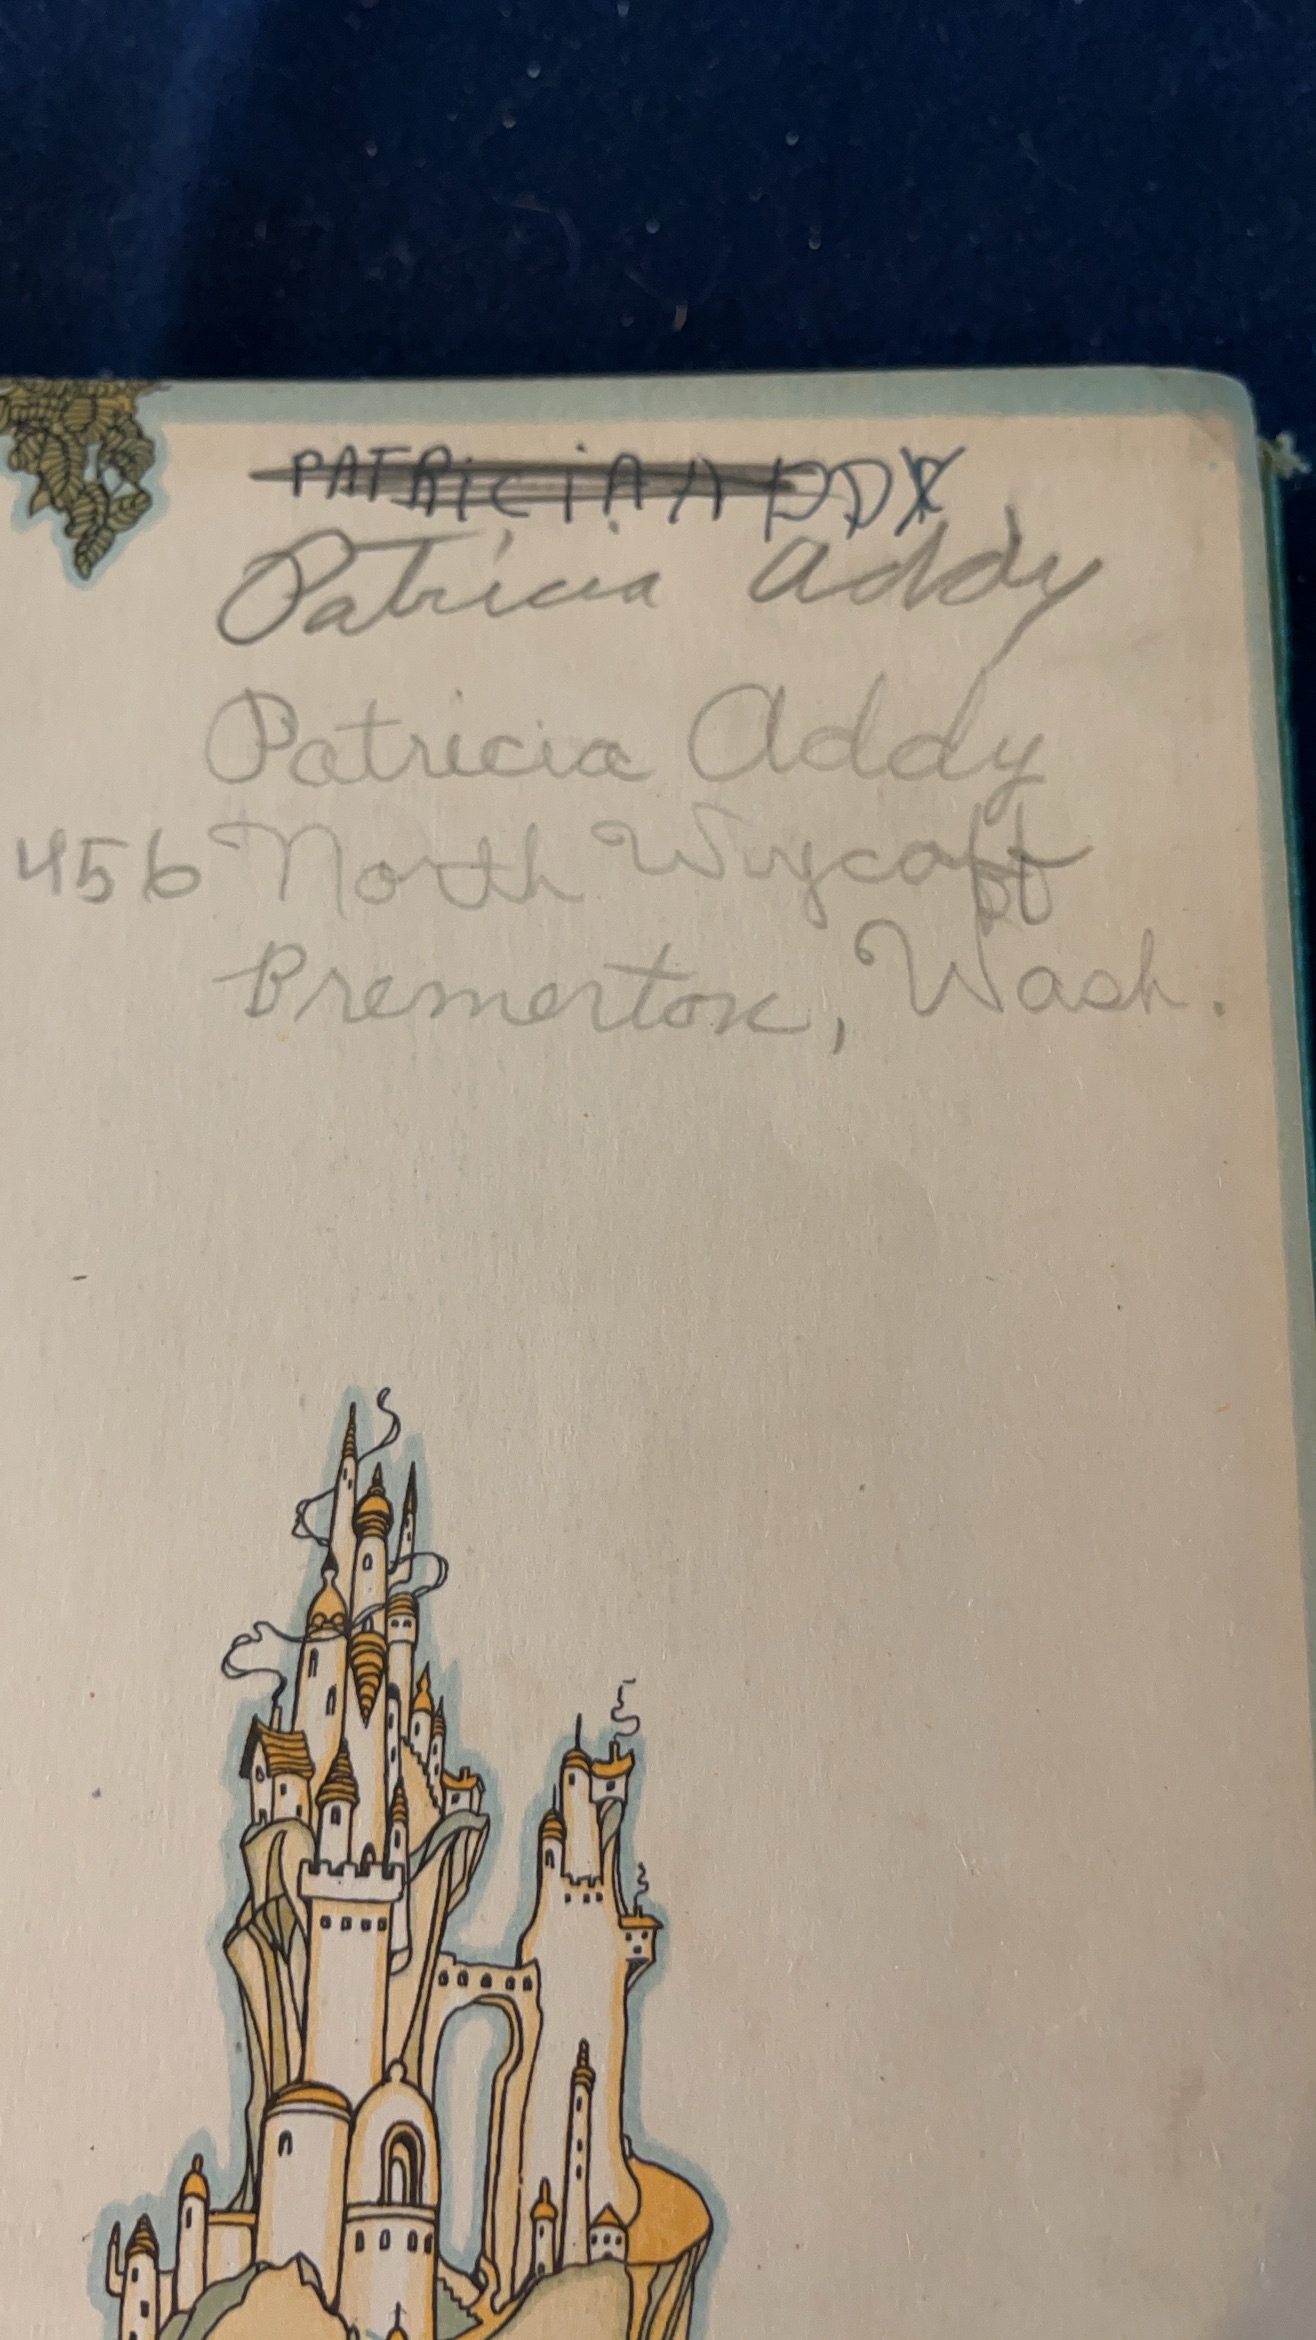 PATRICIA ADDY
Patricia Addy
Patricia Addy
456 North Wycoff
Bremerton, Wash.